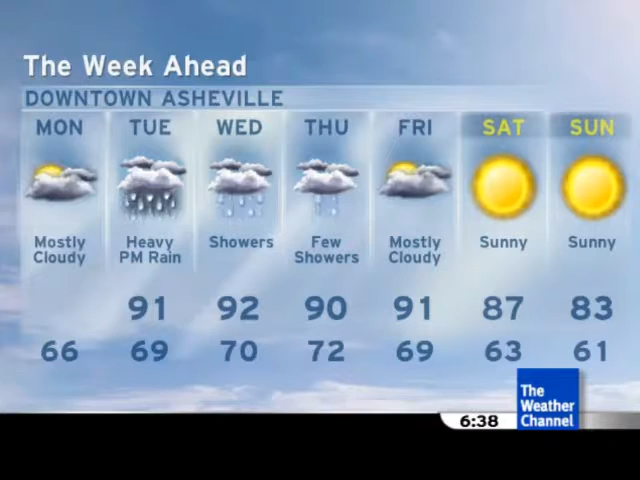 The Week Ahead
DOWNTOWN ASHEVILLE
MON TUE WED THU FRI SAT SUN
Mostly Cloudy
Heavy PM Rain
Showers
Few Showers
Mostly Cloudy
Sunny
Sunny
91 92 90 91 87 83
66 69 70 72 69 63 61
6:38
The
Weather
Channel